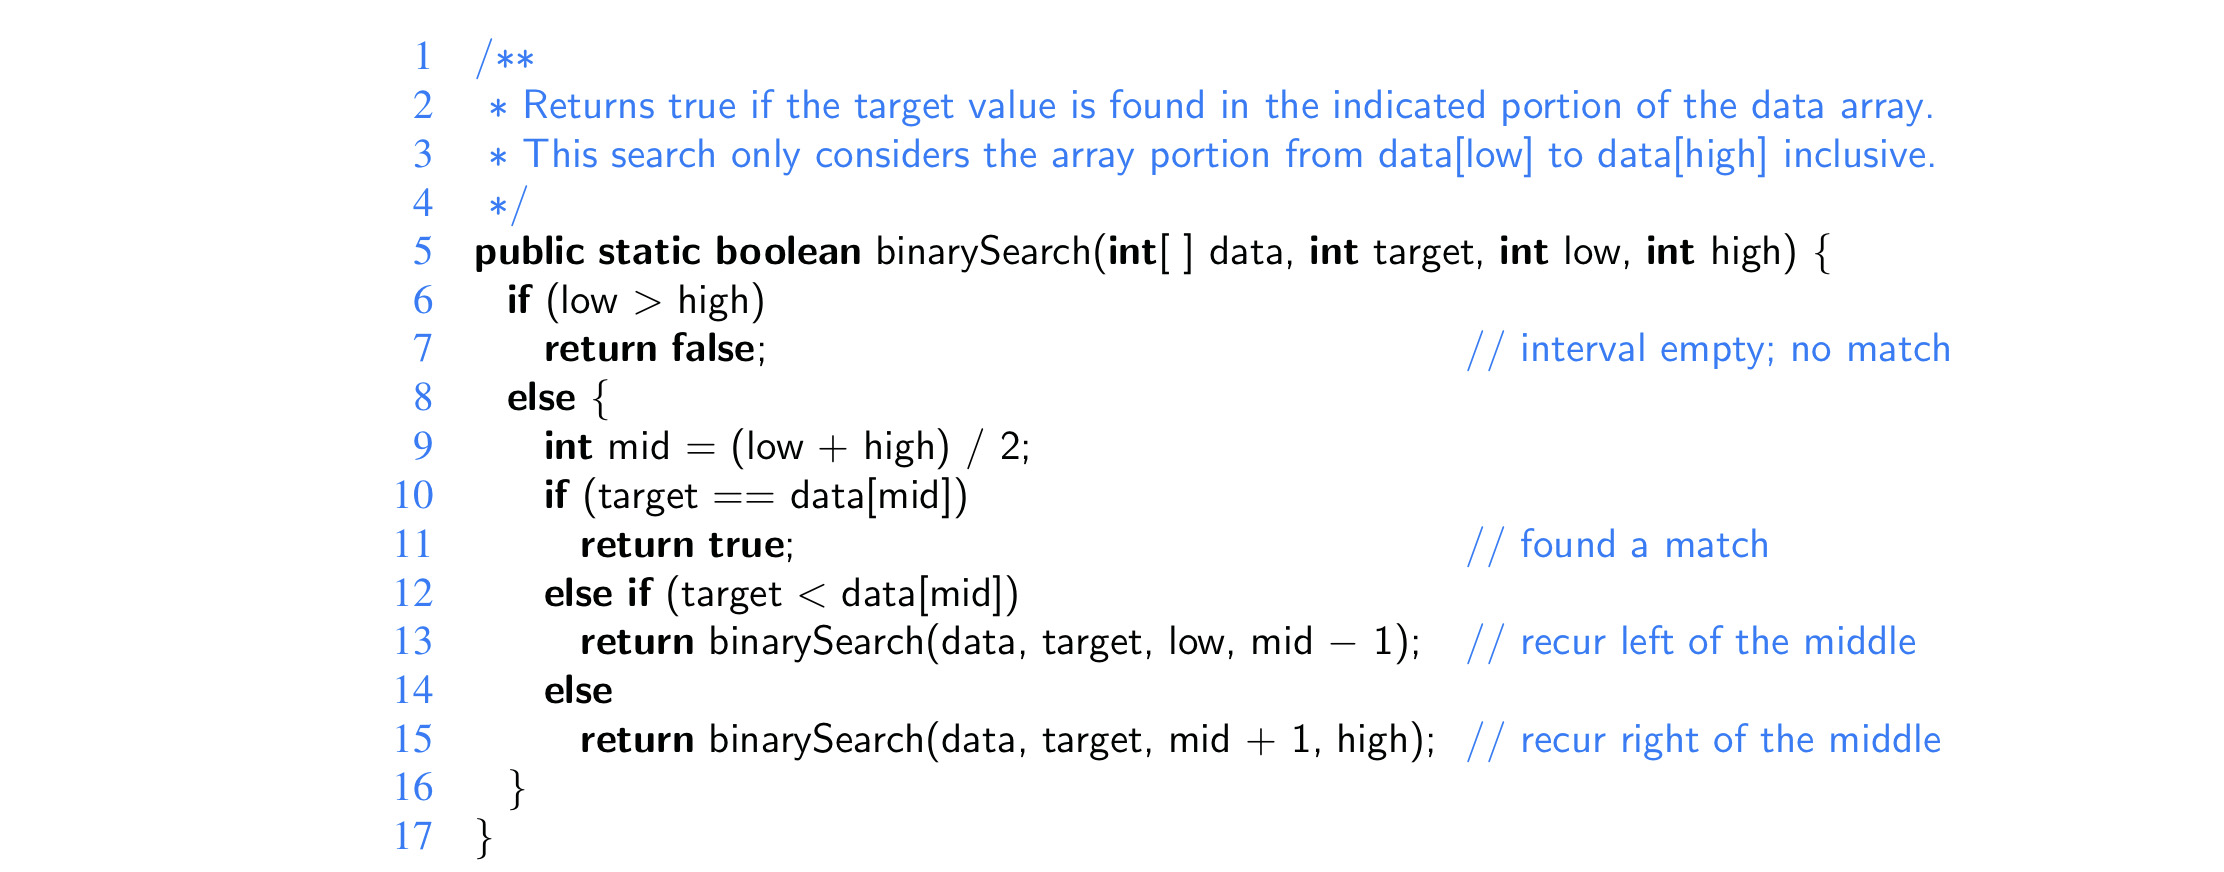 1 /**
2 * Returns true if the target value is found in the indicated portion of the data array.
3 * This search only considers the array portion from data[low] to data[high] inclusive.
4 */
5 public static boolean binarySearch(int[ ] data, int target, int low, int high) {
6 if (low > high)
7 return false; // interval empty; no match
8 else {
9 int mid = (low + high) / 2;
10 if (target == data[mid])
11 return true; // found a match
12 else if (target < data[mid])
13 return binarySearch(data, target, low, mid − 1); // recur left of the middle
14 else
15 return binarySearch(data, target, mid + 1, high); // recur right of the middle
16 }
17 }